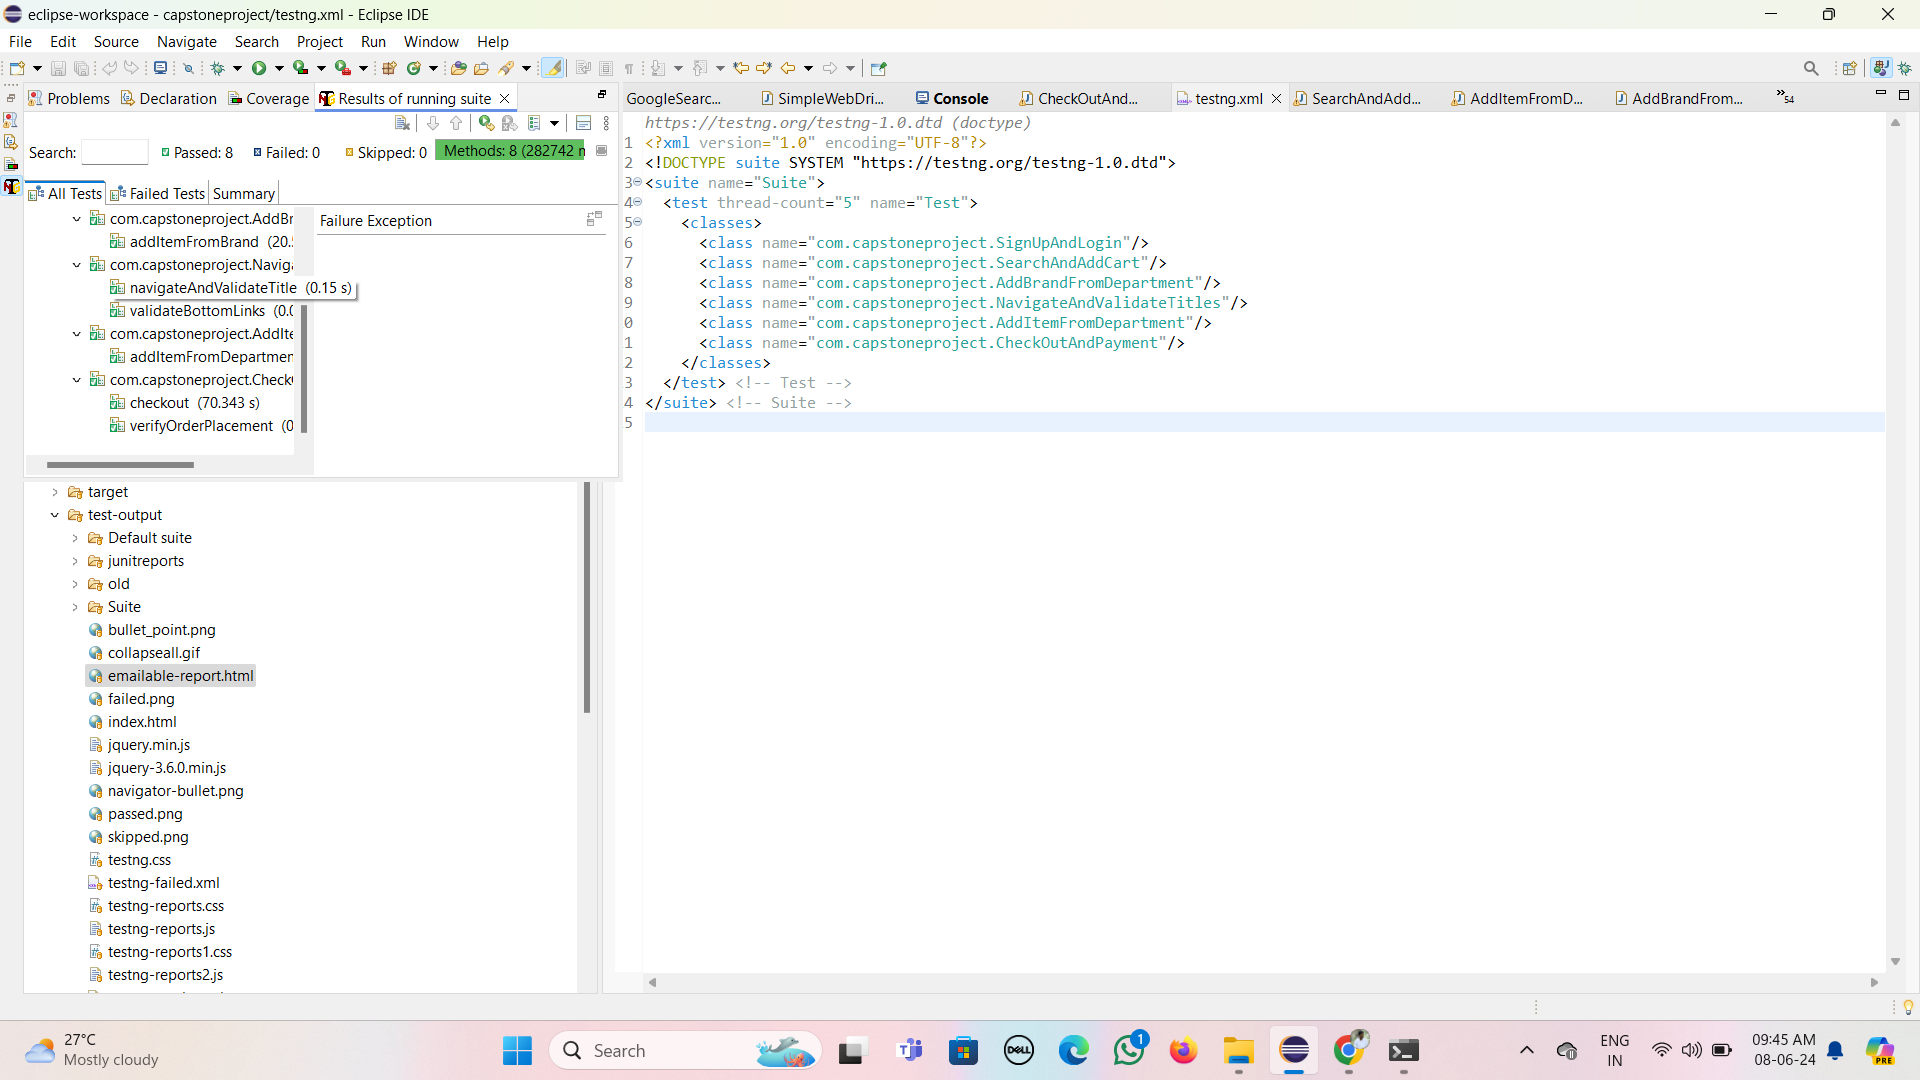 eclipse-workspace - capstoneproject/testng.xml - Eclipse IDE
File Edit Source Navigate Search Project Run Window Help
Problems Declaration Coverage Results of running suite
Search: Passed: 8 Failed: 0 Skipped: 0 Methods: 8 (282742 m
All Tests Failed Tests Summary
com.capstoneproject.AddBr
addItemFromBrand (20.5
com.capstoneproject.Naviga
navigateAndValidateTitle (0.15 s)
validateBottomLinks (0.0
com.capstoneproject.AddIte
addItemFromDepartmen
com.capstoneproject.Check
checkout (70.343 s)
verifyOrderPlacement (0
Failure Exception
target
test-output
Default suite
junitreports
old
Suite
bullet_point.png
collapseall.gif
emailable-report.html
failed.png
index.html
jquery.min.js
jquery-3.6.0.min.js
navigator-bullet.png
passed.png
skipped.png
testng.css
testng-failed.xml
testng-reports.css
testng-reports.js
testng-reports1.css
testng-reports2.js
GoogleSearc... SimpleWebDri... Console CheckOutAnd... testng.xml SearchAndAdd... AddItemFromD... AddBrandFrom... »54
https://testng.org/testng-1.0.dtd (doctype)
1 <?xml version="1.0" encoding="UTF-8"?>
2 <!DOCTYPE suite SYSTEM "https://testng.org/testng-1.0.dtd">
3 <suite name="Suite">
4 <test thread-count="5" name="Test">
5 <classes>
6 <class name="com.capstoneproject.SignUpAndLogin"/>
7 <class name="com.capstoneproject.SearchAndAddCart"/>
8 <class name="com.capstoneproject.AddBrandFromDepartment"/>
9 <class name="com.capstoneproject.NavigateAndValidateTitles"/>
0 <class name="com.capstoneproject.AddItemFromDepartment"/>
1 <class name="com.capstoneproject.CheckOutAndPayment"/>
2 </classes>
3 </test> <!-- Test -->
4 </suite> <!-- Suite -->
5
27°C
Mostly cloudy
Search
DELL
1
ENG
IN
09:45 AM
08-06-24
PRE